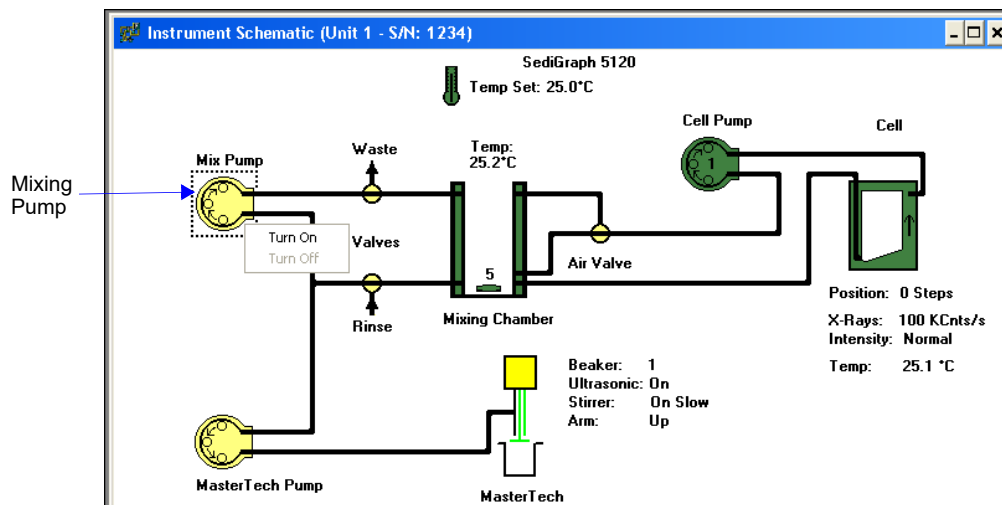 Instrument Schematic (Unit 1 - S/N: 1234)
SediGraph 5120
Temp Set: 25.0°C
Cell Pump
Cell
1
Waste
Temp:
25.2°C
Mix Pump
Mixing
Pump
Turn On
Turn Off
Valves
Air Valve
5
Rinse
Mixing Chamber
Position: 0 Steps
X-Rays: 100 KCnts/s
Intensity: Normal
Temp: 25.1 °C
Beaker: 1
Ultrasonic: On
Stirrer: On Slow
Arm: Up
MasterTech Pump
MasterTech